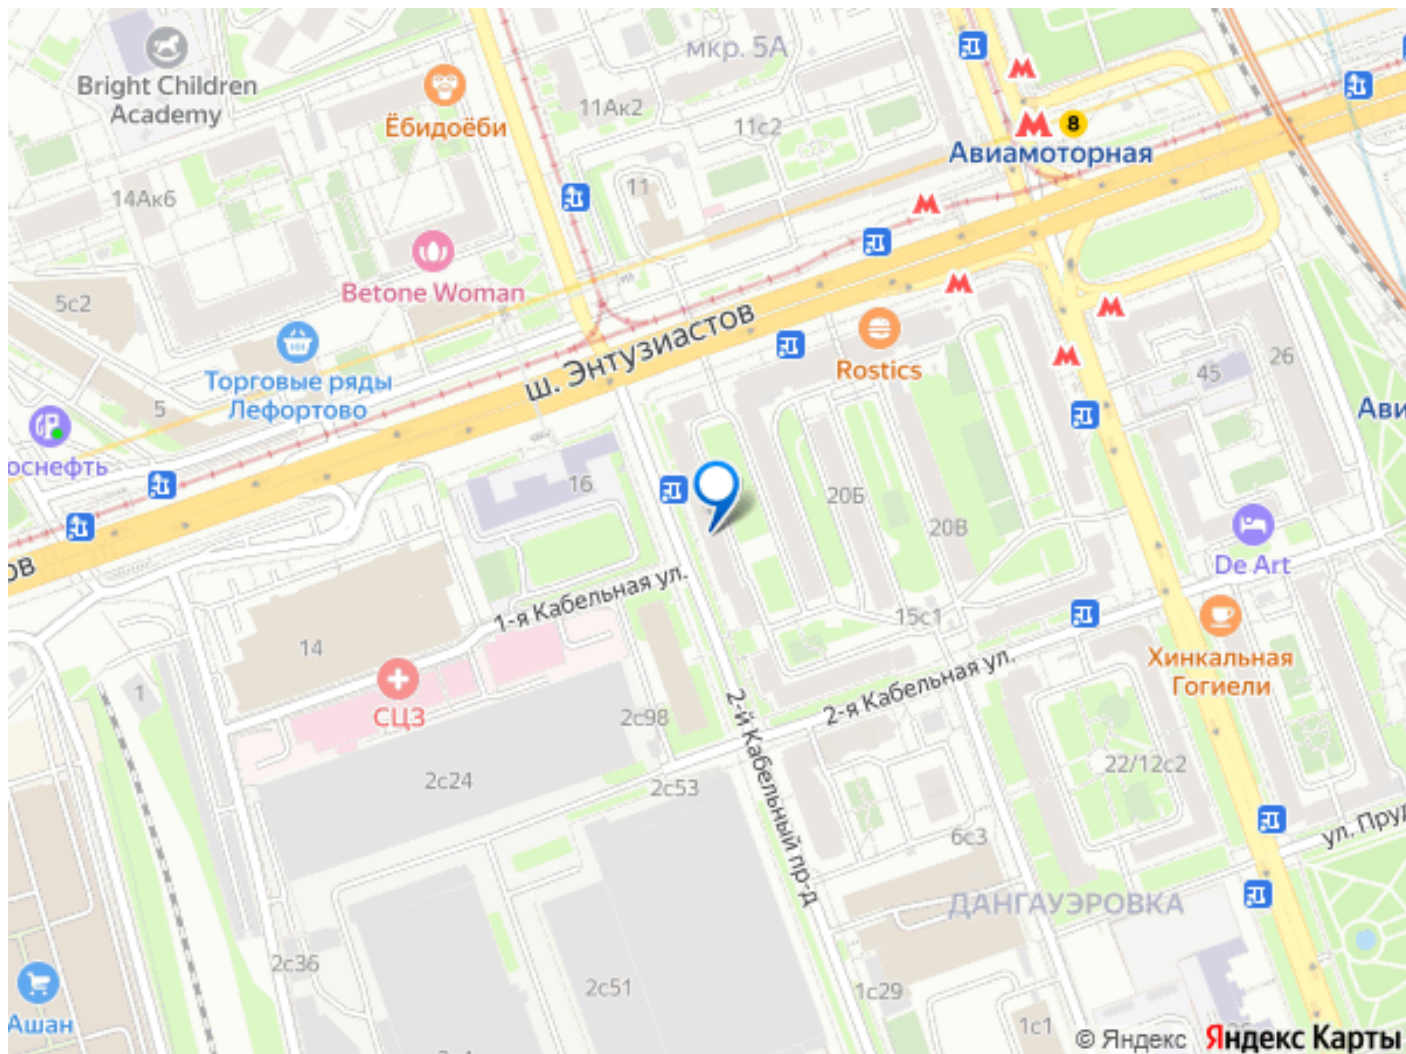 мкр. 5А
Bright Children
Academy
Ёбидоёби
11Ак2
11с2
8
Авиамоторная
14Ак6
11
Betone Woman
5с2
ш. Энтузиастов
Rostics
Торговые ряды
Лефортово
5
45
26
Ави
оснефть
16
20Б
20В
De Art
ов
1-я Кабельная ул.
15с1
14
Хинкальная
Гогиели
1
СЦЗ
2с98
2-я Кабельная ул.
2-й Кабельный пр-д
2с24
2с53
22/12с2
6с3
ул. Пруд
ДАНГАУЭРОВКА
2с36
2с51
1с29
Ашан
1с1
© Яндекс Яндекс Карты